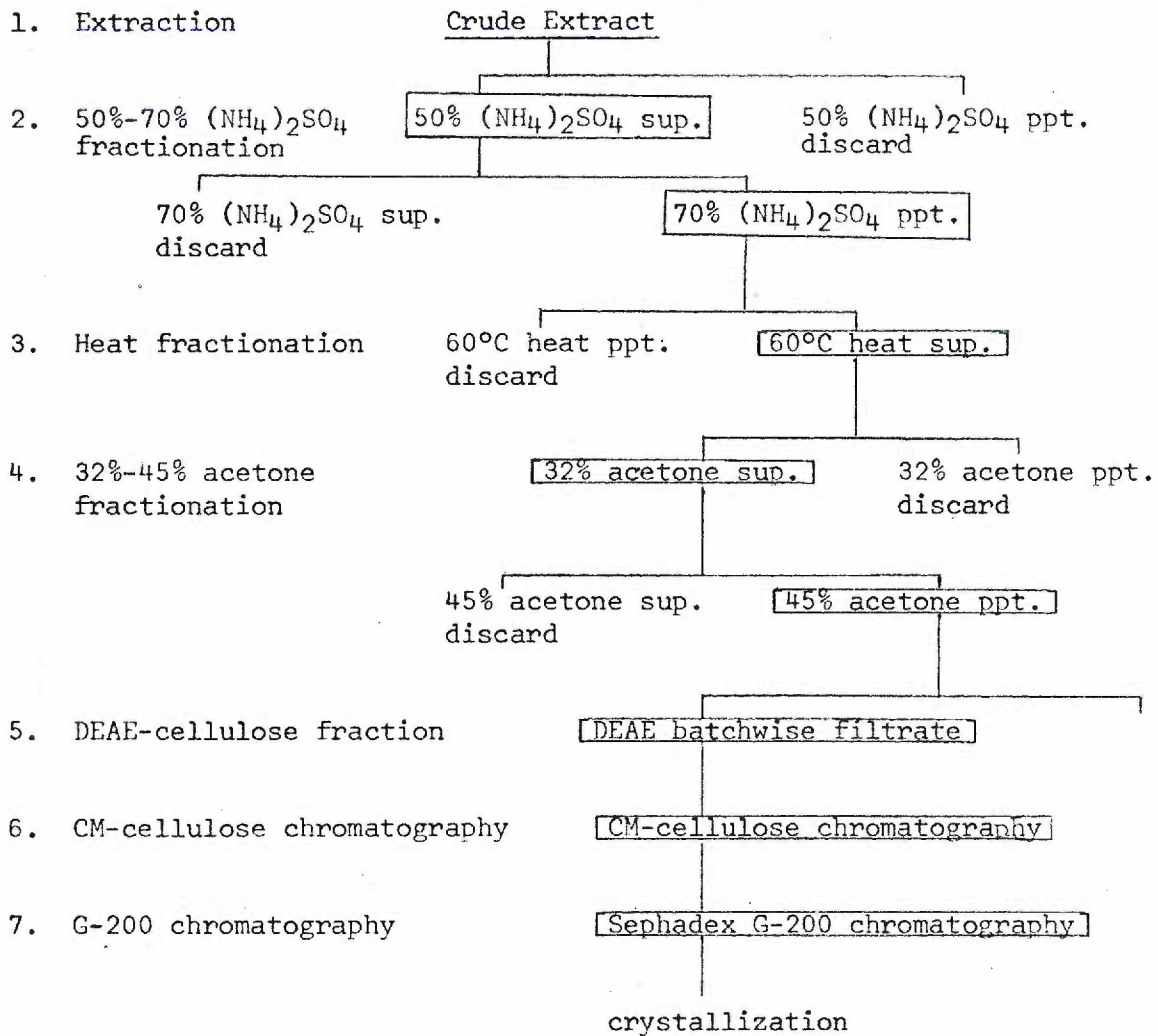 1. Extraction Crude Extract
2. 50%-70% (NH4)2SO4 50% (NH4)2SO4 sup. 50% (NH4)2SO4 ppt.
fractionation discard
70% (NH4)2SO4 sup. 70% (NH4)2SO4 ppt.
discard
3. Heat fractionation 60°C heat ppt. 60°C heat sup.
discard
4. 32%-45% acetone 32% acetone sup. 32% acetone ppt.
fractionation discard
45% acetone sup. 45% acetone ppt.
discard
5. DEAE-cellulose fraction DEAE batchwise filtrate
6. CM-cellulose chromatography CM-cellulose chromatography
7. G-200 chromatography Sephadex G-200 chromatography
crystallization